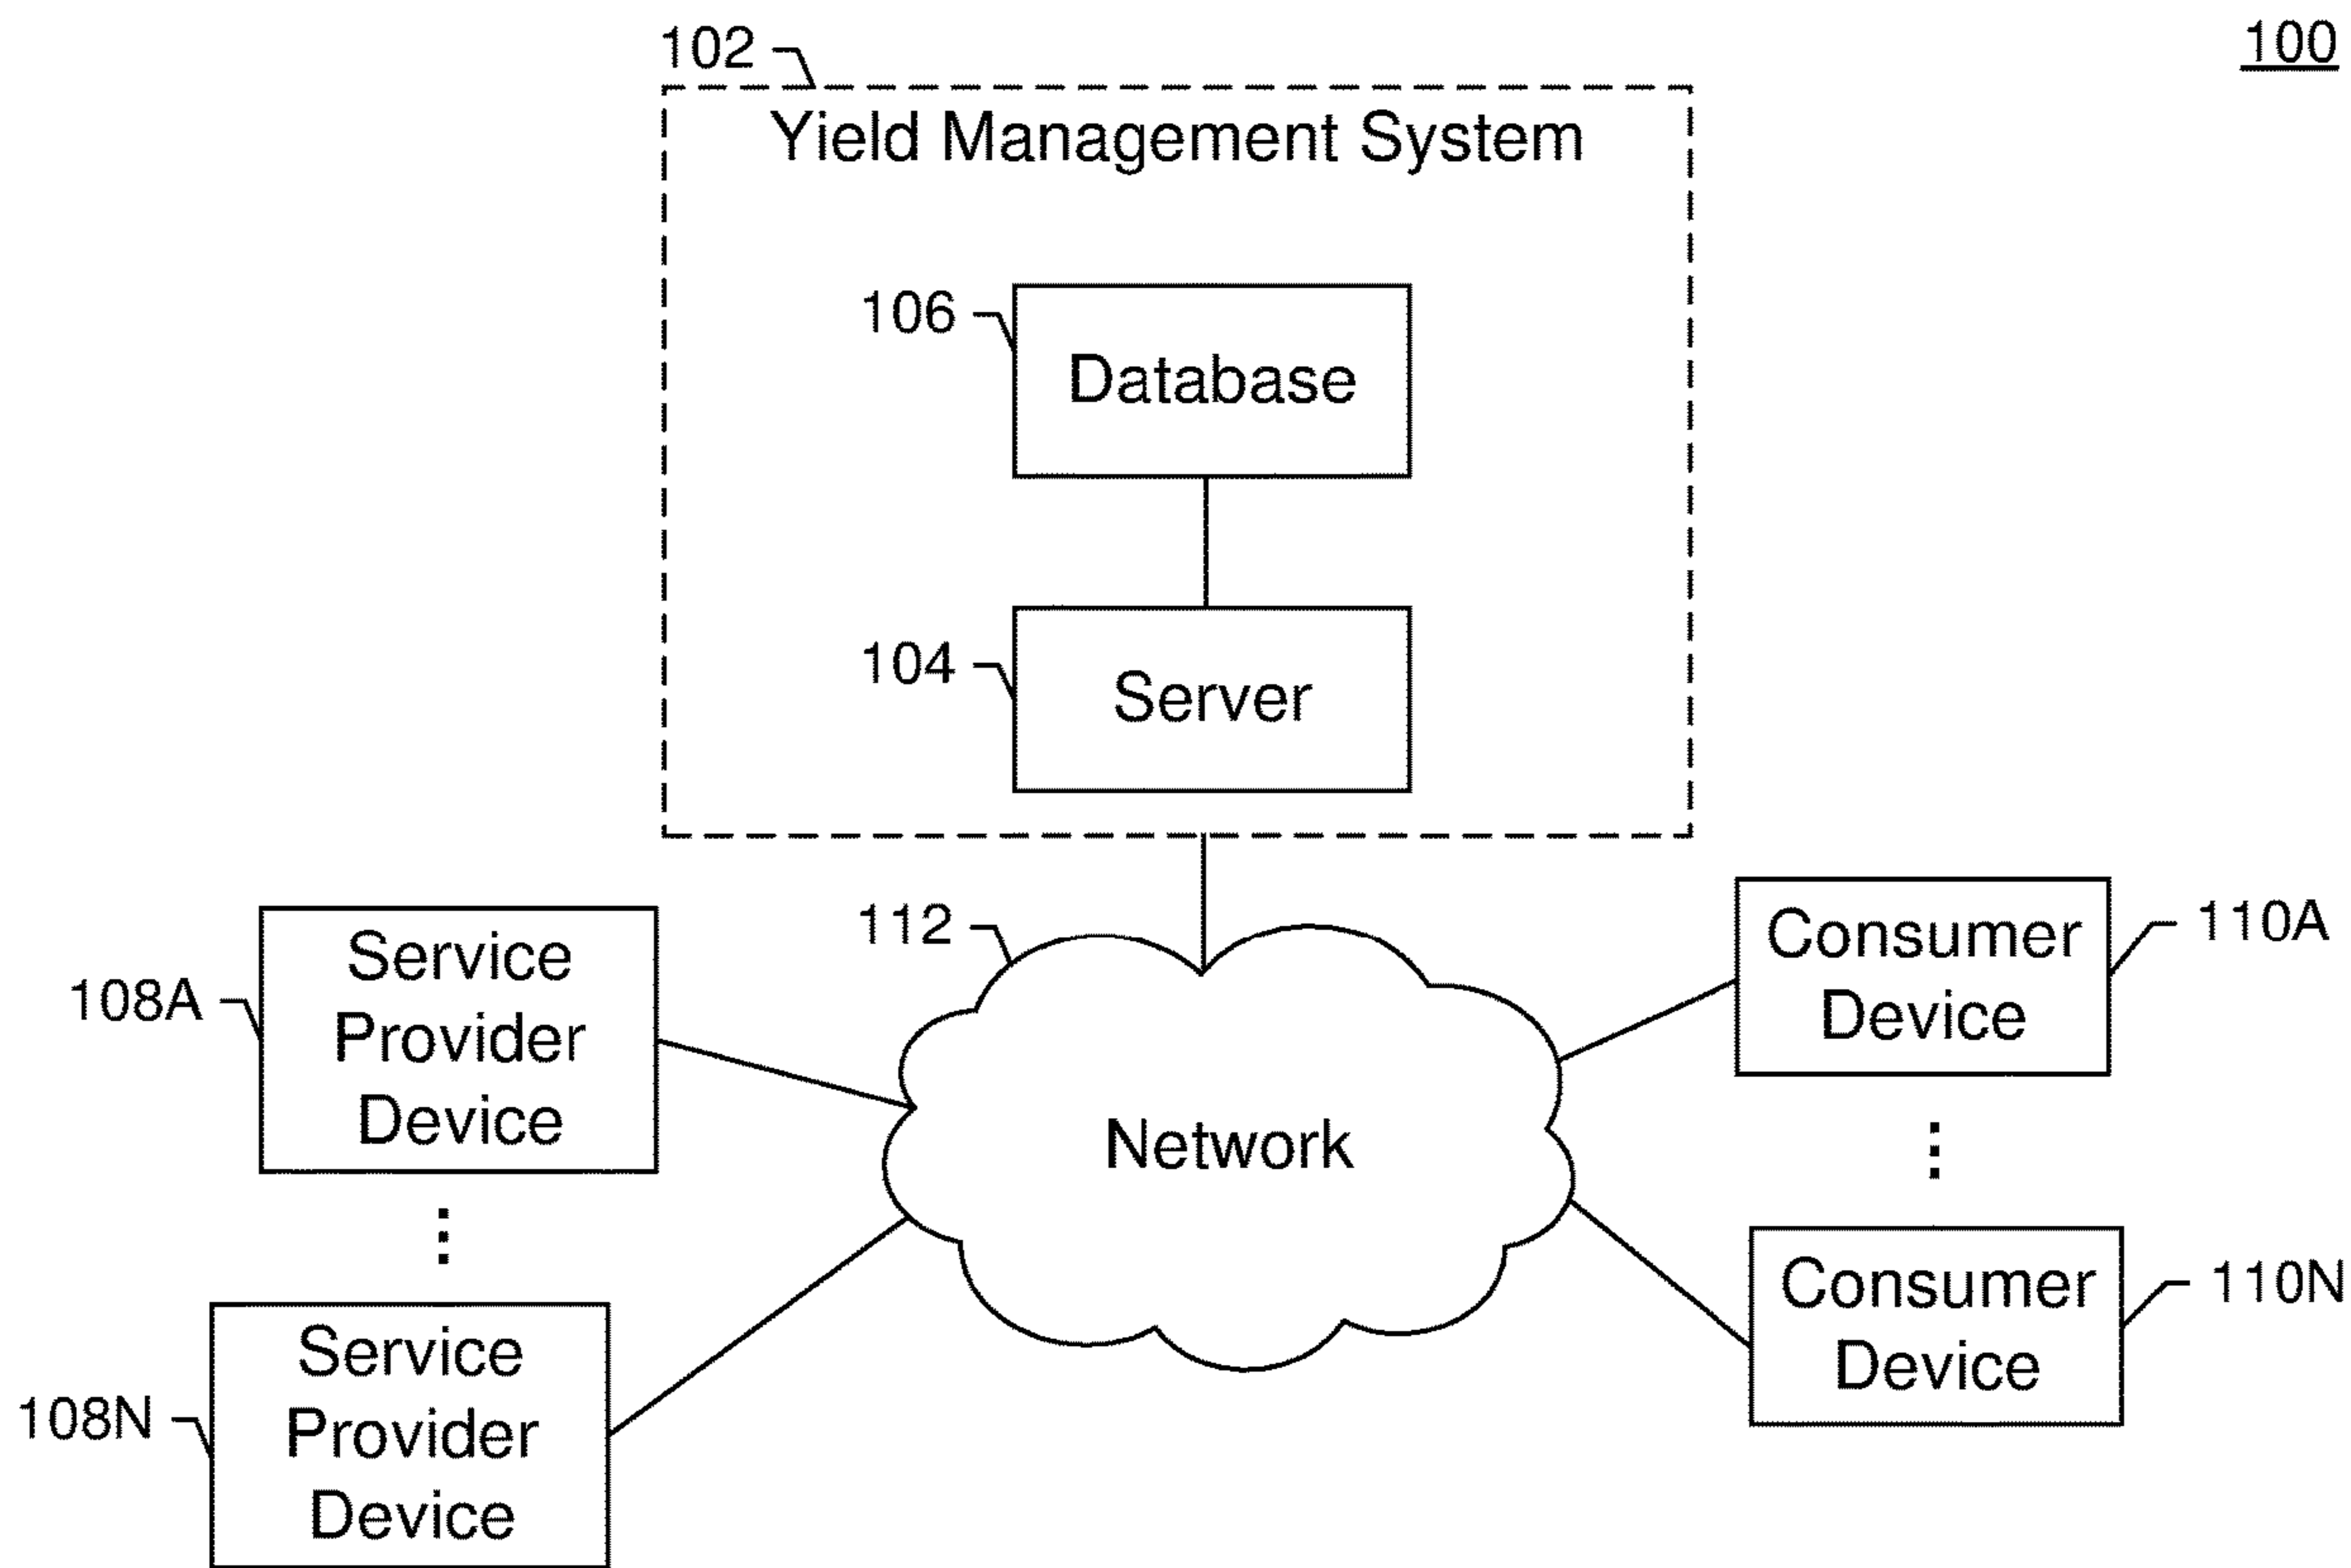 100
102
Yield Management System
106
Database
104
Server
112
Network
108A
Service
Provider
Device
108N
Service
Provider
Device
Consumer
Device
110A
Consumer
Device
110N